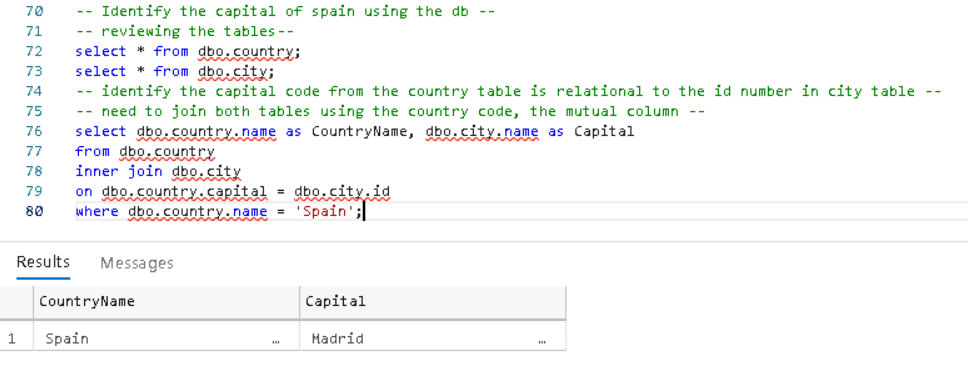 70 -- Identify the capital of spain using the db --
71 -- reviewing the tables--
72 select * from dbo.country;
73 select * from dbo.city;
74 -- identify the capital code from the country table is relational to the id number in city table --
75 -- need to join both tables using the country code, the mutual column --
76 select dbo.country.name as CountryName, dbo.city.name as Capital
77 from dbo.country
78 inner join dbo.city
79 on dbo.country.capital = dbo.city.id
80 where dbo.country.name = 'Spain';
Results Messages
CountryName Capital
1 Spain … Madrid …